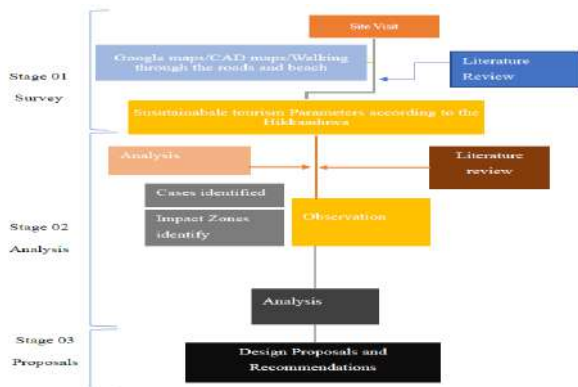 Site Visit
Google maps/CAD maps/Walking
through the roads and beach
Literature
Review
Stage 01
Survey
Susutainabale tourism Parameters according to the
Hikkanduwa
Analysis
Literature
review
Cases identified
Impact Zones
identify
Observation
Stage 02
Analysis
Analysis
Stage 03
Proposals
Design Proposals and
Recommendations